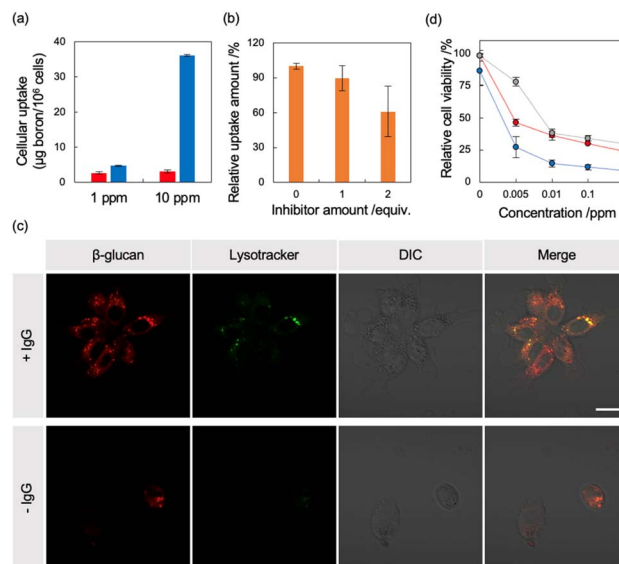 (a)
Cellular uptake
(µg boron/10⁶ cells)
40
30
20
10
0
1 ppm
10 ppm
(b)
Relative uptake amount /%
120
90
60
30
0
0
1
2
Inhibitor amount /equiv.
(d)
Relative cell viability /%
100
75
50
25
0
0
0.005
0.01
0.1
1
Concentration /ppm
(c)
β-glucan
Lysotracker
DIC
Merge
+ IgG
- IgG